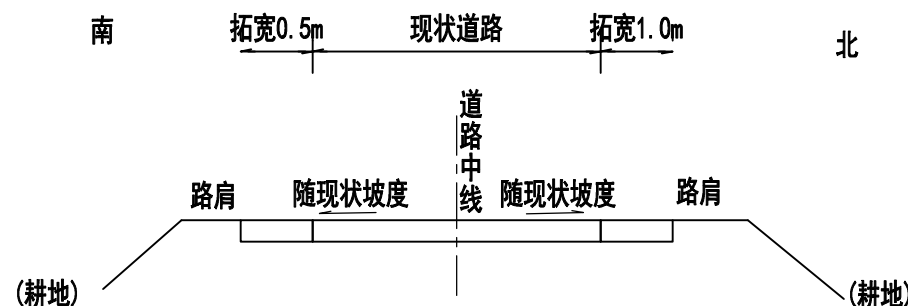 南
拓宽0.5m
现状道路
拓宽1.0m
北
道路中线
路肩
随现状坡度
随现状坡度
路肩
(耕地)
(耕地)